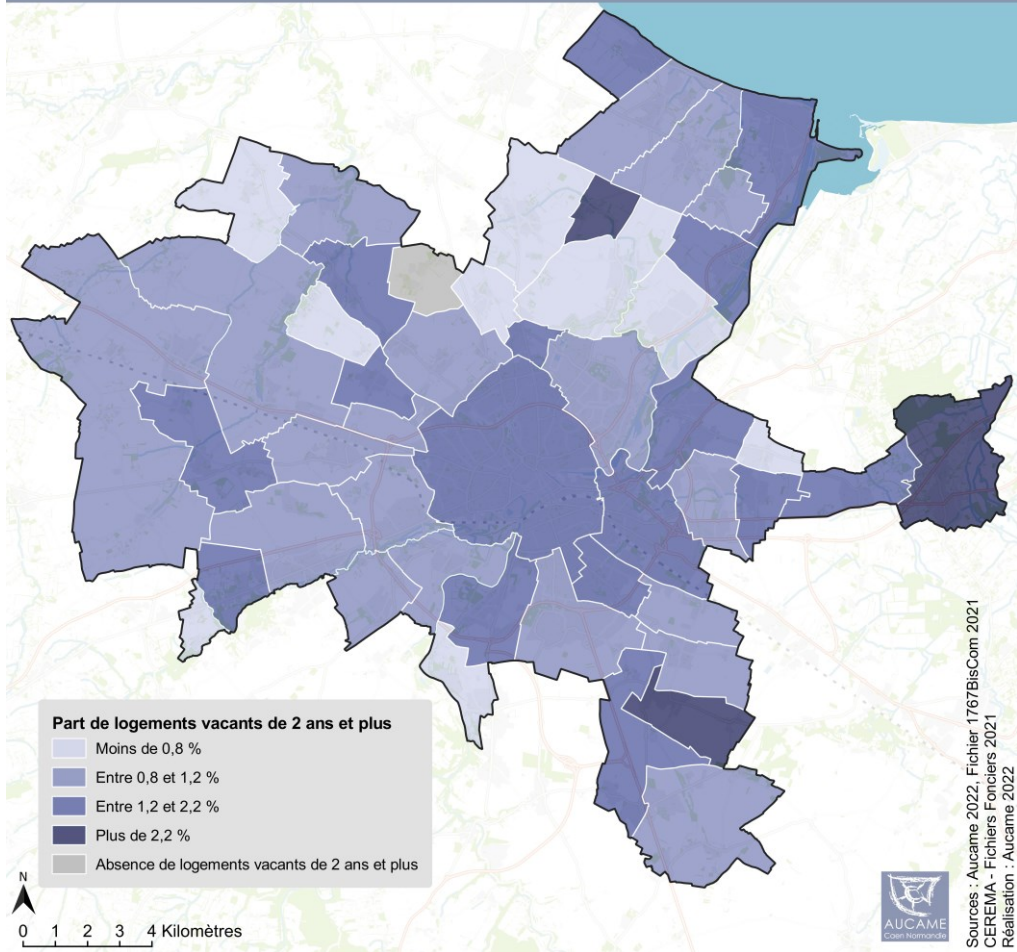 Part de logements vacants de 2 ans et plus
Moins de 0,8 %
Entre 0,8 et 1,2 %
Entre 1,2 et 2,2 %
Plus de 2,2 %
Absence de logements vacants de 2 ans et plus
N
0 1 2 3 4 Kilomètres
AUCAME
Caen Normandie
Sources : Aucame 2022, Fichier 1767BisCom 2021
CEREMA - Fichiers Fonciers 2021
Réalisation : Aucame 2022